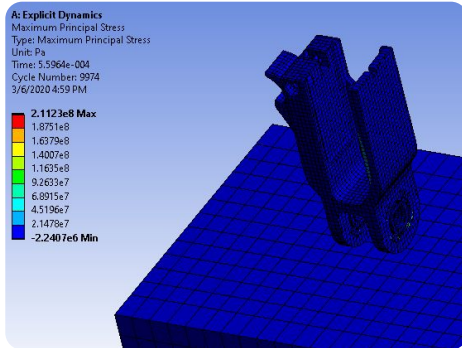 A: Explicit Dynamics
Maximum Principal Stress
Type: Maximum Principal Stress
Unit: Pa
Time: 5.5964e-004
Cycle Number: 9974
3/6/2020 4:59 PM
2.1123e8 Max
1.8751e8
1.6379e8
1.4007e8
1.1635e8
9.2633e7
6.8915e7
4.5196e7
2.1478e7
-2.2407e6 Min